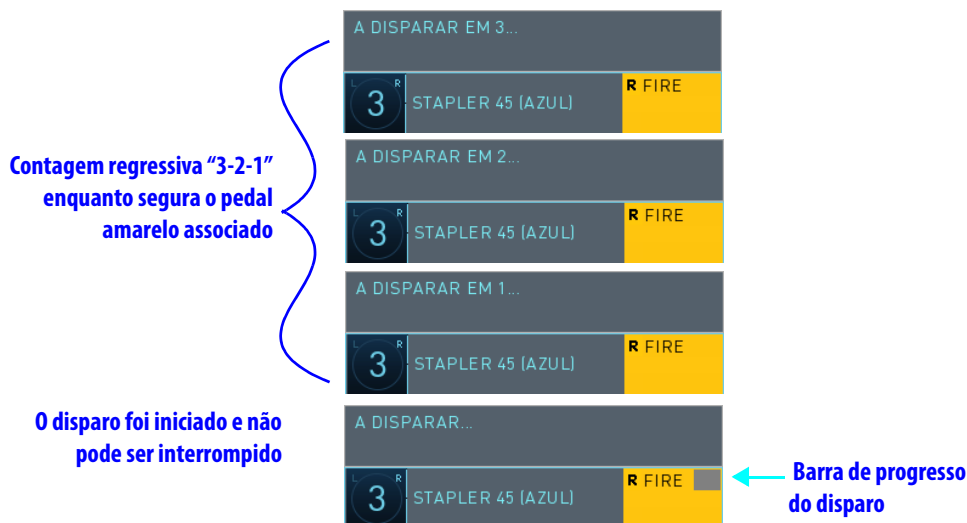 A DISPARAR EM 3...
L R
3
STAPLER 45 (AZUL)
R FIRE
Contagem regressiva “3-2-1”
enquanto segura o pedal
amarelo associado
A DISPARAR EM 2...
L R
3
STAPLER 45 (AZUL)
R FIRE
A DISPARAR EM 1...
L R
3
STAPLER 45 (AZUL)
R FIRE
O disparo foi iniciado e não
pode ser interrompido
A DISPARAR...
L R
3
STAPLER 45 (AZUL)
R FIRE
Barra de progresso
do disparo